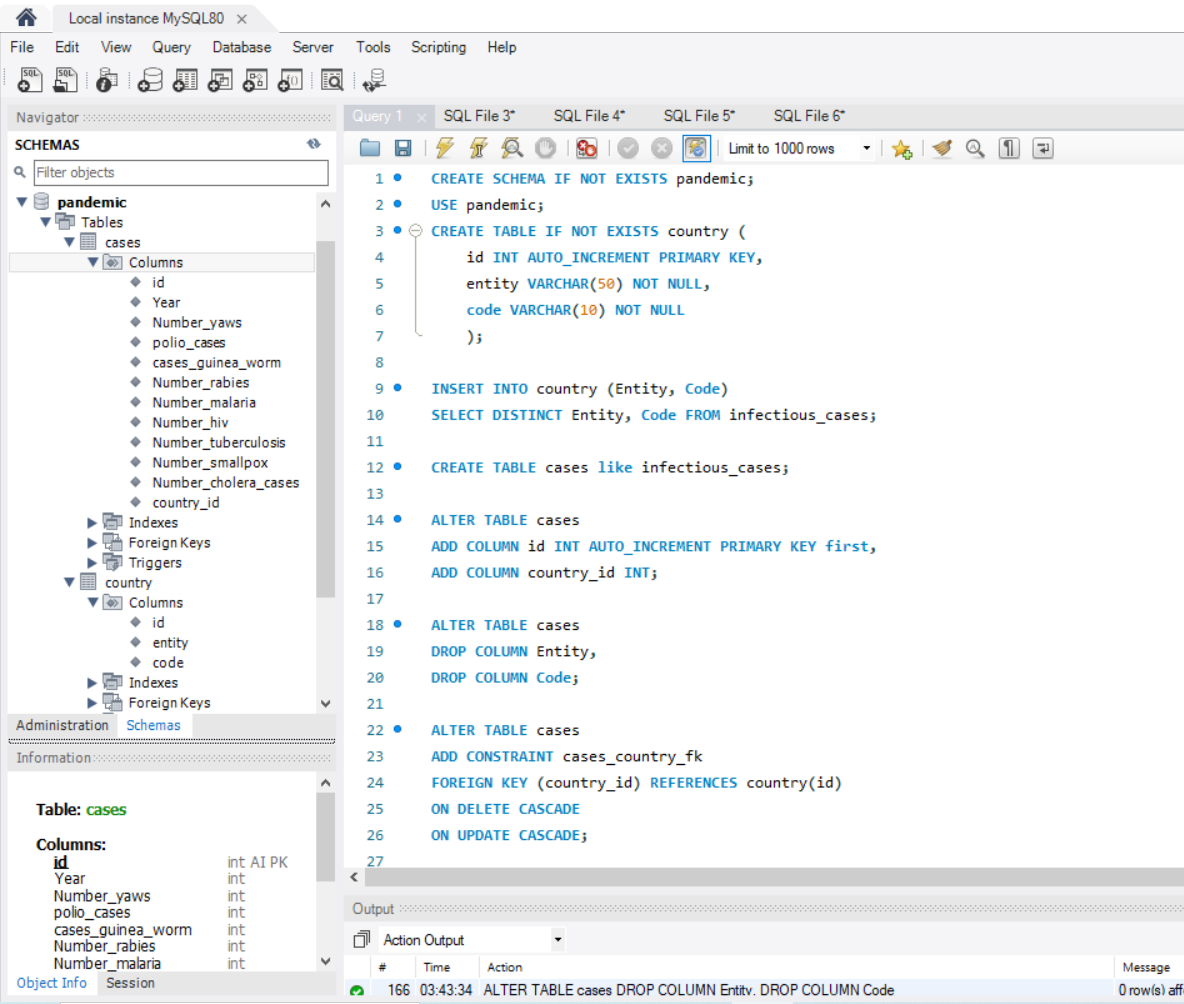 Local instance MySQL80 ×
File Edit View Query Database Server Tools Scripting Help
Navigator
SCHEMAS
Filter objects
pandemic
Tables
cases
Columns
id
Year
Number_yaws
polio_cases
cases_guinea_worm
Number_rabies
Number_malaria
Number_hiv
Number_tuberculosis
Number_smallpox
Number_cholera_cases
country_id
Indexes
Foreign Keys
Triggers
country
Columns
id
entity
code
Indexes
Foreign Keys
Administration Schemas
Information
Table: cases
Columns:
id int AI PK
Year int
Number_yaws int
polio_cases int
cases_guinea_worm int
Number_rabies int
Number_malaria int
Object Info Session
Query 1 × SQL File 3* SQL File 4* SQL File 5* SQL File 6*
Limit to 1000 rows
1 CREATE SCHEMA IF NOT EXISTS pandemic;
2 USE pandemic;
3 CREATE TABLE IF NOT EXISTS country (
4 id INT AUTO_INCREMENT PRIMARY KEY,
5 entity VARCHAR(50) NOT NULL,
6 code VARCHAR(10) NOT NULL
7 );
8
9 INSERT INTO country (Entity, Code)
10 SELECT DISTINCT Entity, Code FROM infectious_cases;
11
12 CREATE TABLE cases like infectious_cases;
13
14 ALTER TABLE cases
15 ADD COLUMN id INT AUTO_INCREMENT PRIMARY KEY first,
16 ADD COLUMN country_id INT;
17
18 ALTER TABLE cases
19 DROP COLUMN Entity,
20 DROP COLUMN Code;
21
22 ALTER TABLE cases
23 ADD CONSTRAINT cases_country_fk
24 FOREIGN KEY (country_id) REFERENCES country(id)
25 ON DELETE CASCADE
26 ON UPDATE CASCADE;
27
Output
Action Output
# Time Action Message
166 03:43:34 ALTER TABLE cases DROP COLUMN Entity, DROP COLUMN Code 0 row(s) aff